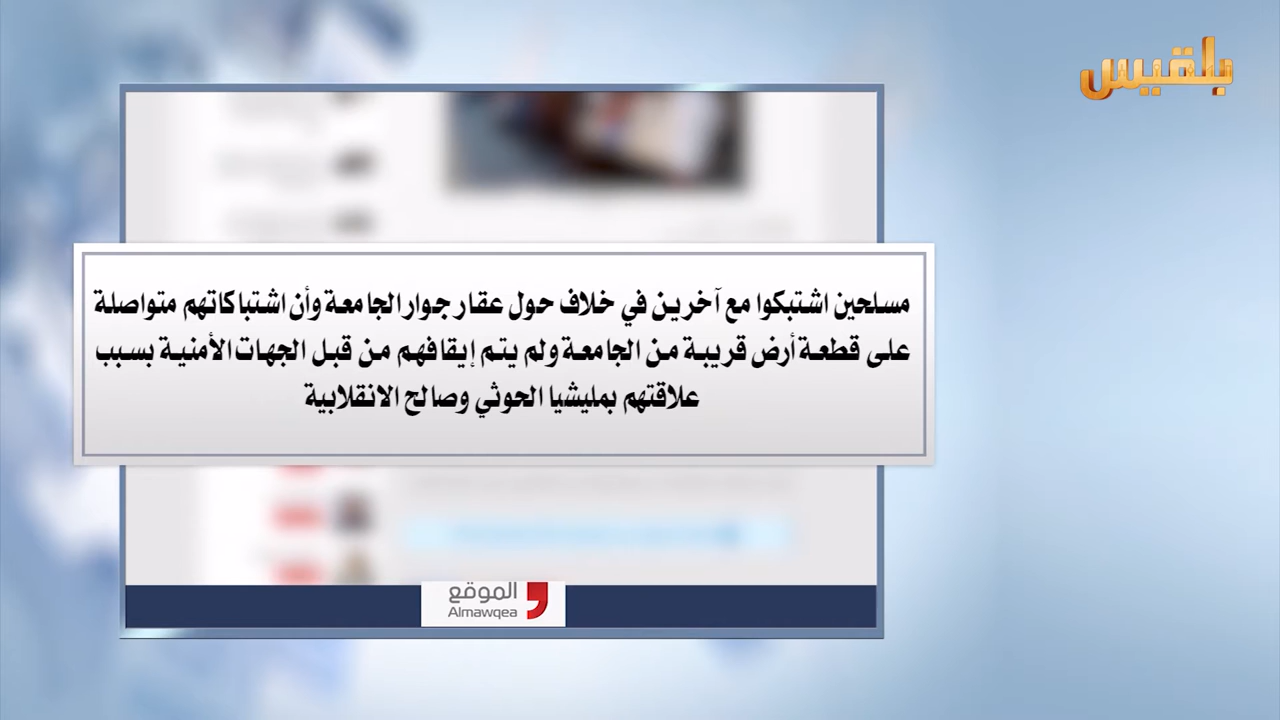 بلقيس
مسلحين اشتبكوا مع آخرين في خلاف حول عقار جوار الجامعة وأن اشتباكاتهم متواصلة
على قطعة أرض قريبة من الجامعة ولم يتم إيقافهم من قبل الجهات الأمنية بسبب
علاقتهم بمليشيا الحوثي وصالح الانقلابية
الموقع
Almawqea